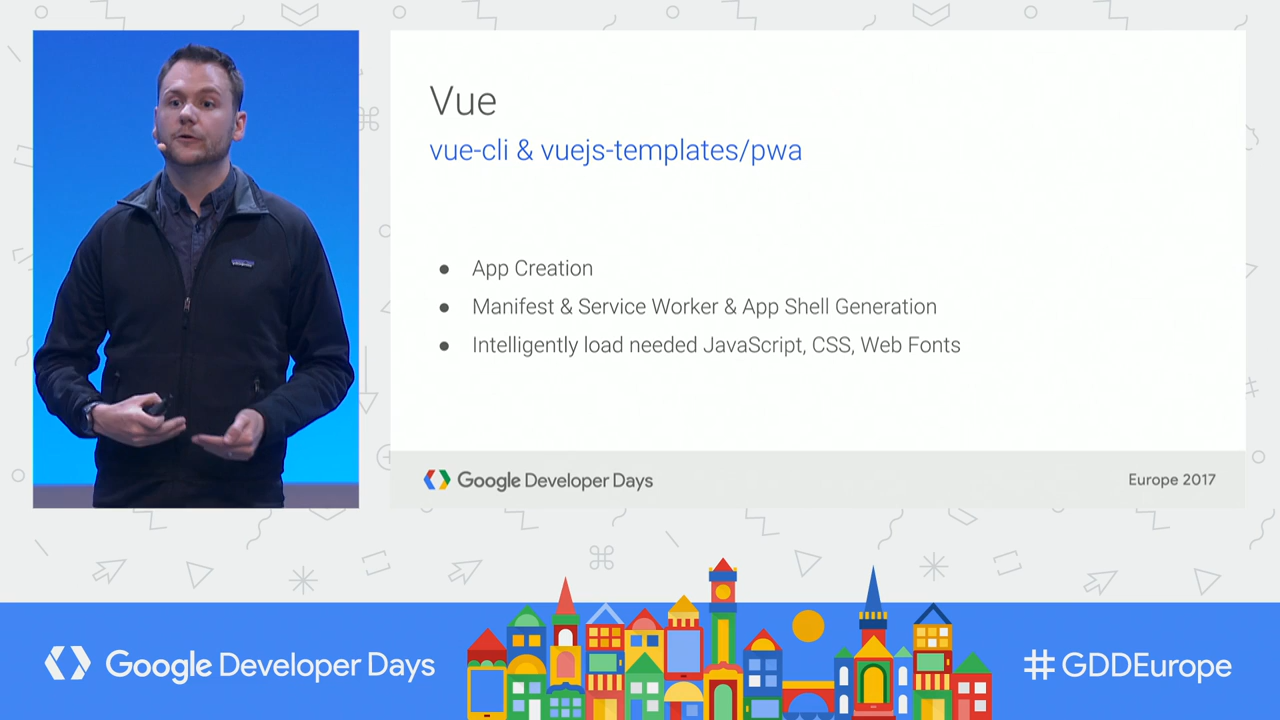 Vue
vue-cli & vuejs-templates/pwa
● App Creation
● Manifest & Service Worker & App Shell Generation
● Intelligently load needed JavaScript, CSS, Web Fonts
Google Developer Days
Europe 2017
Google Developer Days
#GDDEurope